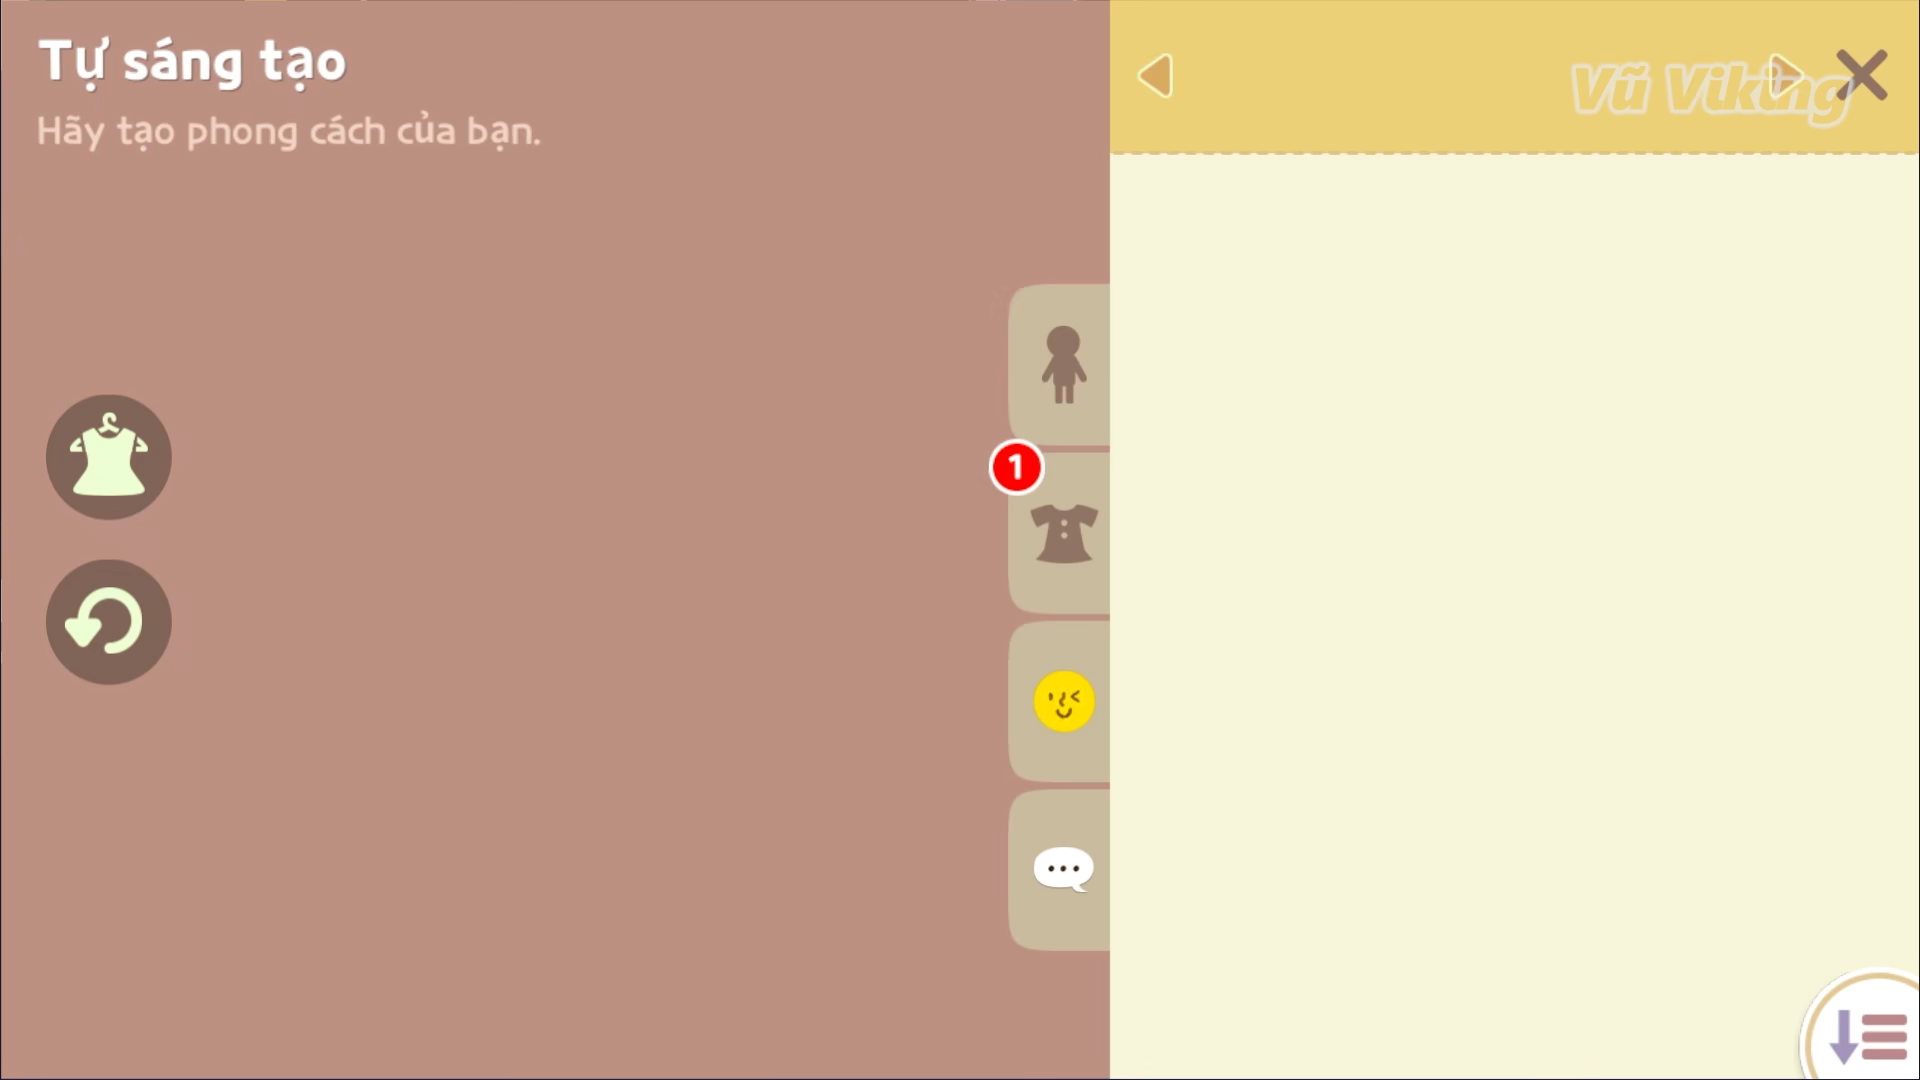 Tự sáng tạo
Hãy tạo phong cách của bạn.
Vũ Viking
1